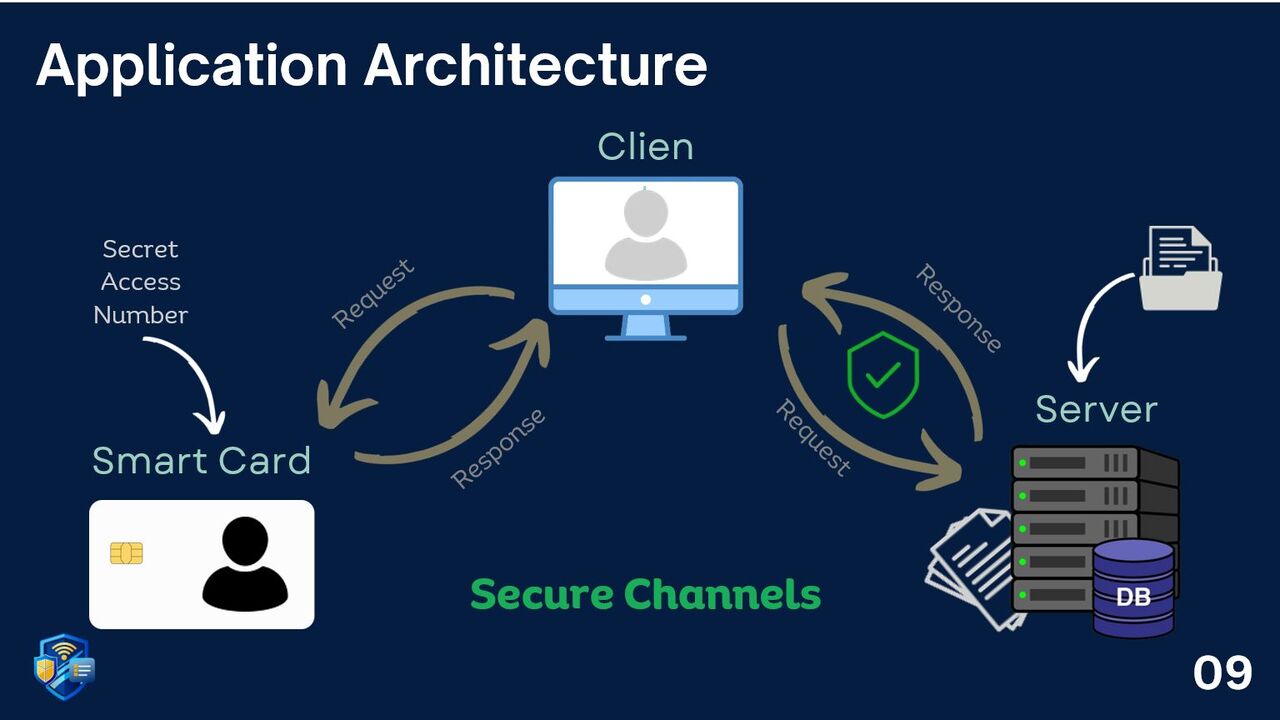 Application Architecture
Clien
Secret
Access
Number
Request
Response
Response
Request
Smart Card
Server
DB
Secure Channels
09